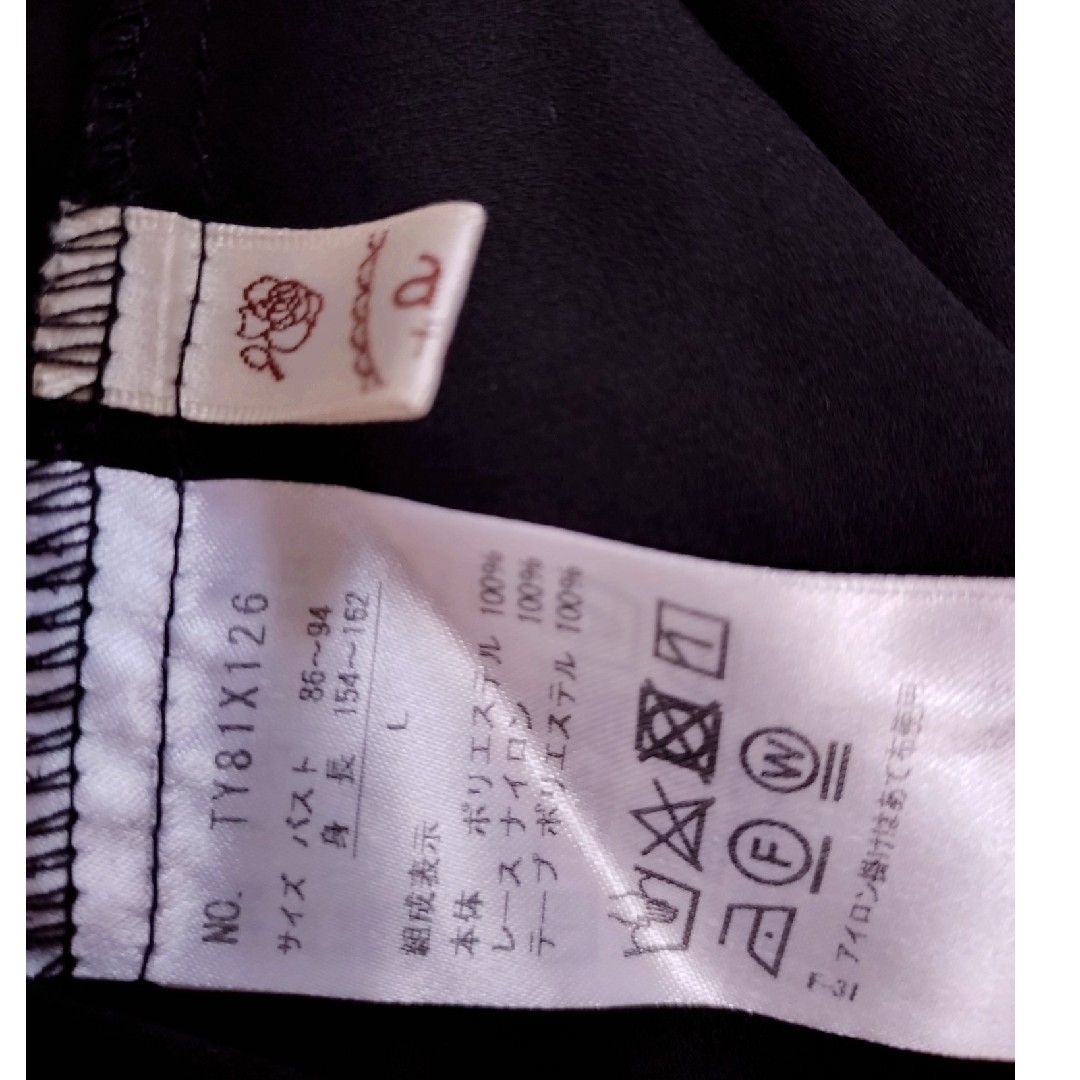 NO. TY81X126
サイズ バスト 86～94
身長 154～162
L
組成表示
本体 ポリエステル 100%
レース ナイロン 100%
テープ ポリエステル 100%
W
F
アイロン掛けはあて布使用